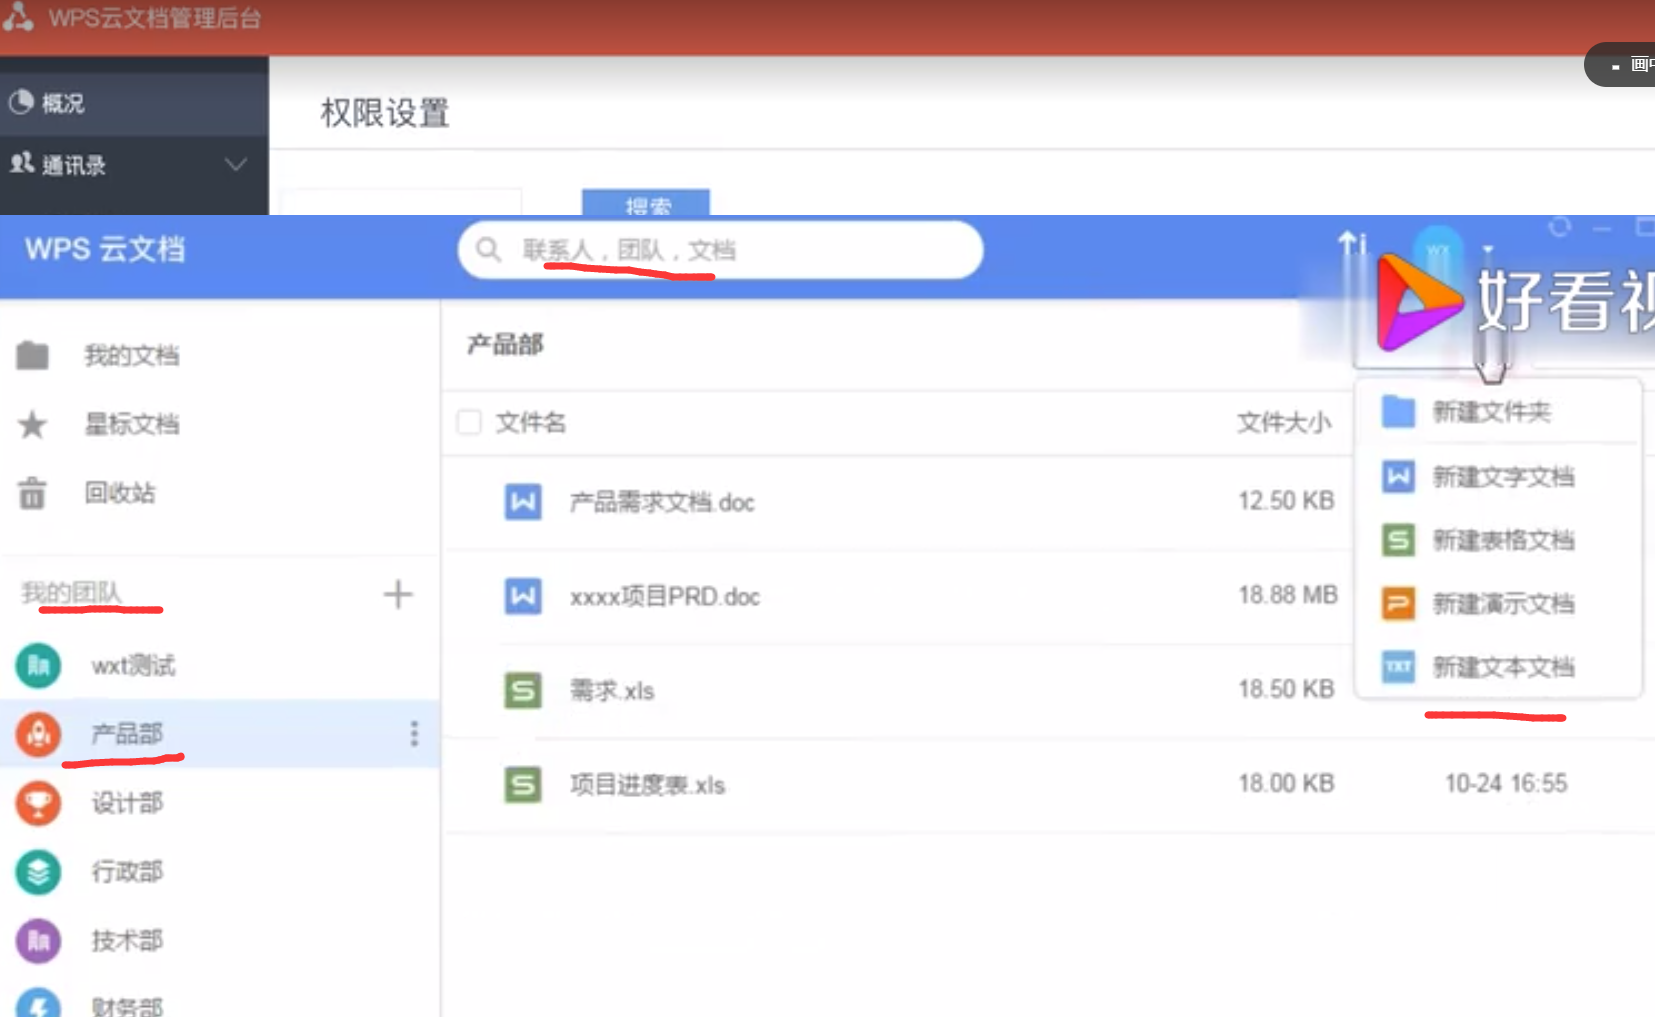 WPS云文档管理后台
画中
概况
权限设置
通讯录
搜索
WPS 云文档
联系人，团队，文档
wx
好看视
我的文档
产品部
星标文档
文件名
文件大小
新建文件夹
回收站
产品需求文档.doc
12.50 KB
新建文字文档
新建表格文档
我的团队
xxxx项目PRD.doc
18.88 MB
新建演示文档
wxt测试
需求.xls
18.50 KB
TXT
新建文本文档
产品部
项目进度表.xls
18.00 KB
10-24 16:55
设计部
行政部
技术部
财务部